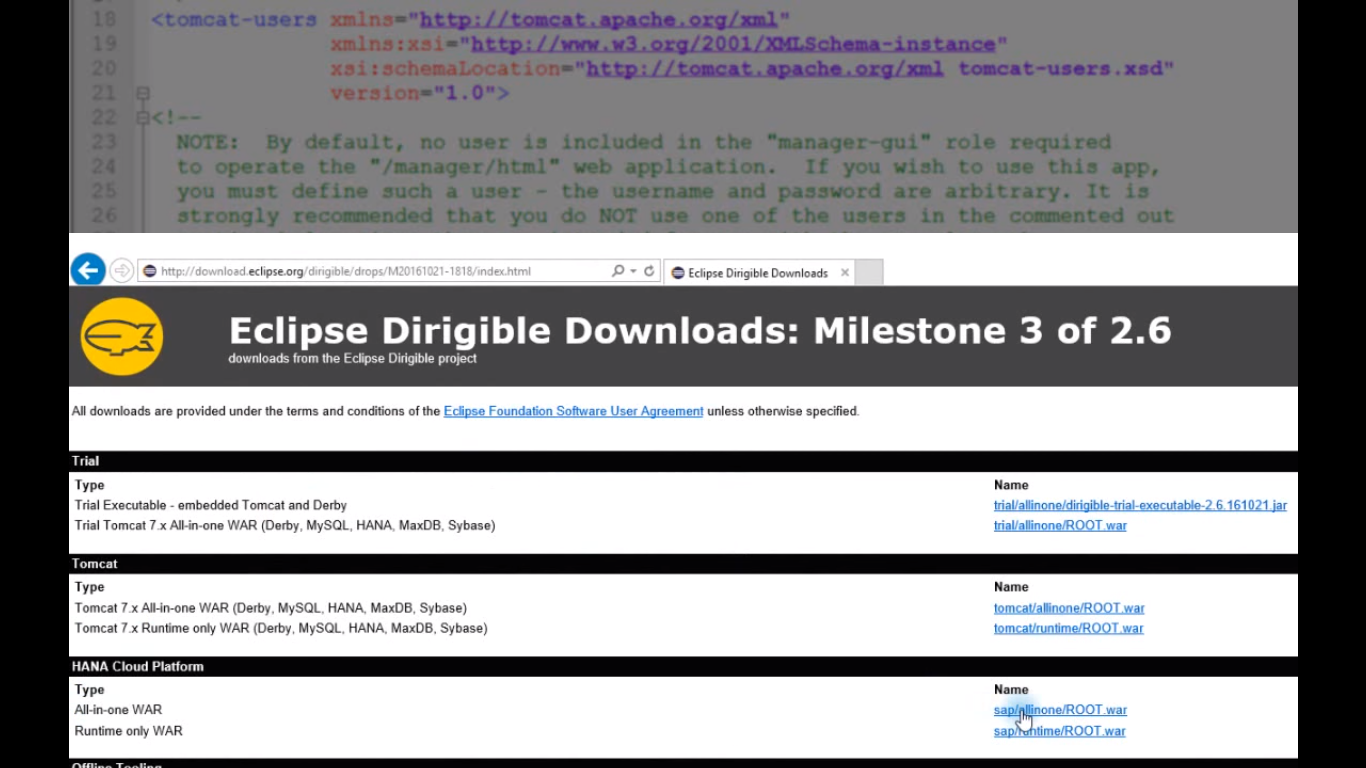 18 <tomcat-users xmlns="http://tomcat.apache.org/xml"
19 xmlns:xsi="http://www.w3.org/2001/XMLSchema-instance"
20 xsi:schemaLocation="http://tomcat.apache.org/xml tomcat-users.xsd"
21 version="1.0">
22 <!--
23 NOTE: By default, no user is included in the "manager-gui" role required
24 to operate the "/manager/html" web application. If you wish to use this app,
25 you must define such a user - the username and password are arbitrary. It is
26 strongly recommended that you do NOT use one of the users in the commented out
http://download.eclipse.org/dirigible/drops/M20161021-1818/index.html Eclipse Dirigible Downloads
Eclipse Dirigible Downloads: Milestone 3 of 2.6
downloads from the Eclipse Dirigible project
All downloads are provided under the terms and conditions of the Eclipse Foundation Software User Agreement unless otherwise specified.
Trial
Type Name
Trial Executable - embedded Tomcat and Derby trial/allinone/dirigible-trial-executable-2.6.161021.jar
Trial Tomcat 7.x All-in-one WAR (Derby, MySQL, HANA, MaxDB, Sybase) trial/allinone/ROOT.war
Tomcat
Type Name
Tomcat 7.x All-in-one WAR (Derby, MySQL, HANA, MaxDB, Sybase) tomcat/allinone/ROOT.war
Tomcat 7.x Runtime only WAR (Derby, MySQL, HANA, MaxDB, Sybase) tomcat/runtime/ROOT.war
HANA Cloud Platform
Type Name
All-in-one WAR sap/allinone/ROOT.war
Runtime only WAR sap/runtime/ROOT.war
Offline Tooling